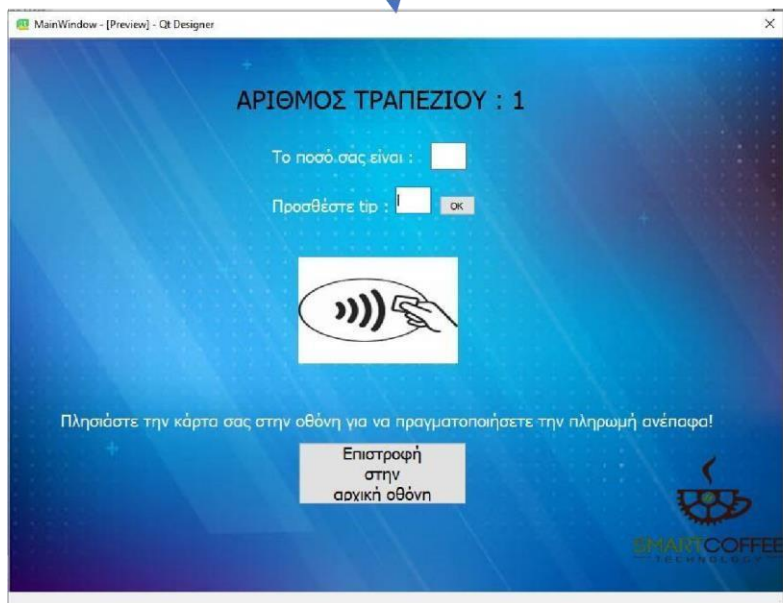 MainWindow - [Preview] - Qt Designer
ΑΡΙΘΜΟΣ ΤΡΑΠΕΖΙΟΥ : 1
Το ποσό σας είναι :
Προσθέστε tip :
OK
Πλησιάστε την κάρτα σας στην οθόνη για να πραγματοποιήσετε την πληρωμή ανέπαφα!
Επιστροφή
στην
αρχική οθόνη
SMARTCOFFEE
TECHNOLOGY